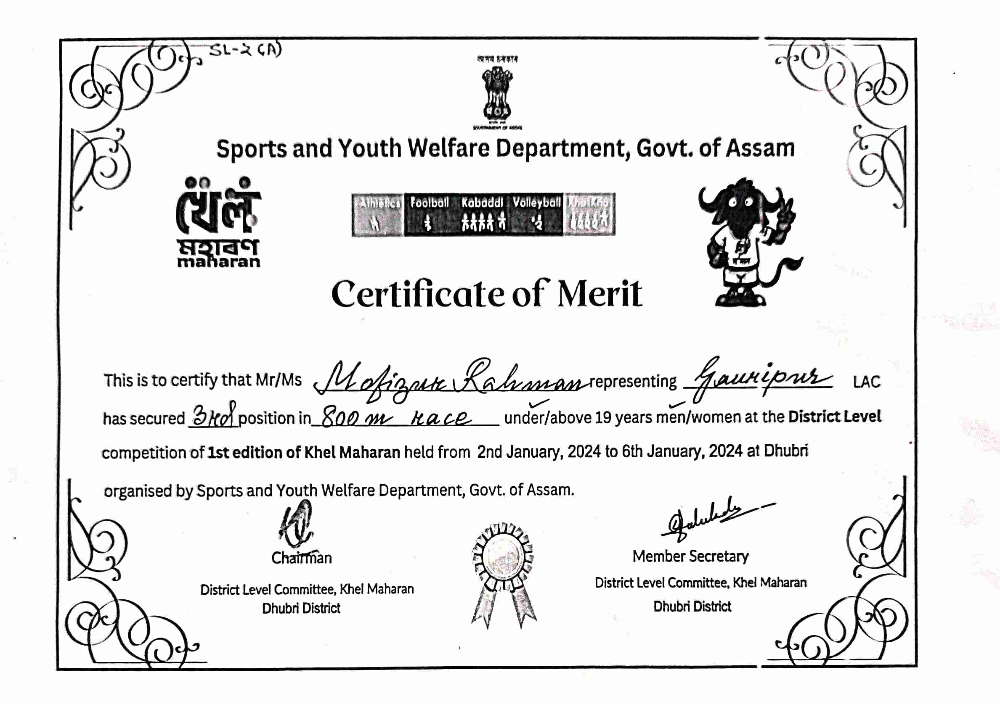 SL-2 (A)
অসম চৰকাৰ
GOVERNMENT OF ASSAM
Sports and Youth Welfare Department, Govt. of Assam
খেল
মহাৰণ
maharan
Athletics Football Kabaddi Volleyball Kho Kho
Certificate of Merit
This is to certify that Mr/Ms Mofizur Rahman representing Gauripur LAC
has secured 3rd position in 800 m race under/above 19 years men/women at the District Level
competition of 1st edition of Khel Maharan held from 2nd January, 2024 to 6th January, 2024 at Dhubri
organised by Sports and Youth Welfare Department, Govt. of Assam.
Chairman
District Level Committee, Khel Maharan
Dhubri District
Member Secretary
District Level Committee, Khel Maharan
Dhubri District